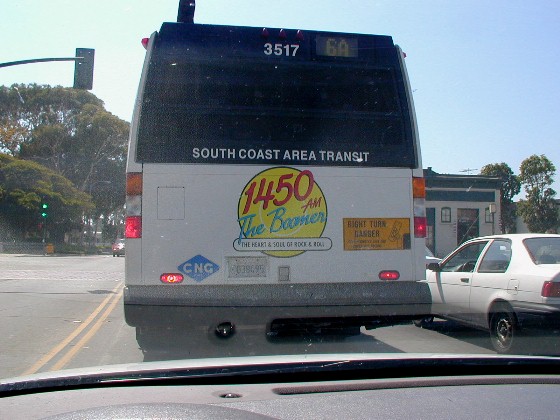 3517 6A
SOUTH COAST AREA TRANSIT
1450 AM
The Boomer
THE HEART & SOUL OF ROCK & ROLL
RIGHT TURN
DANGER
CNG